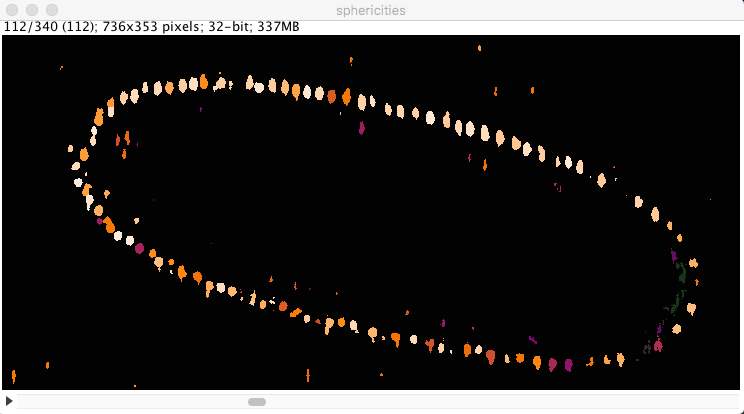 sphericities
112/340 (112); 736x353 pixels; 32-bit; 337MB